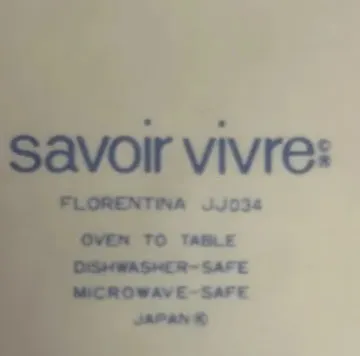 savoir vivre©®
FLORENTINA JJ034
OVEN TO TABLE
DISHWASHER-SAFE
MICROWAVE-SAFE
JAPAN®